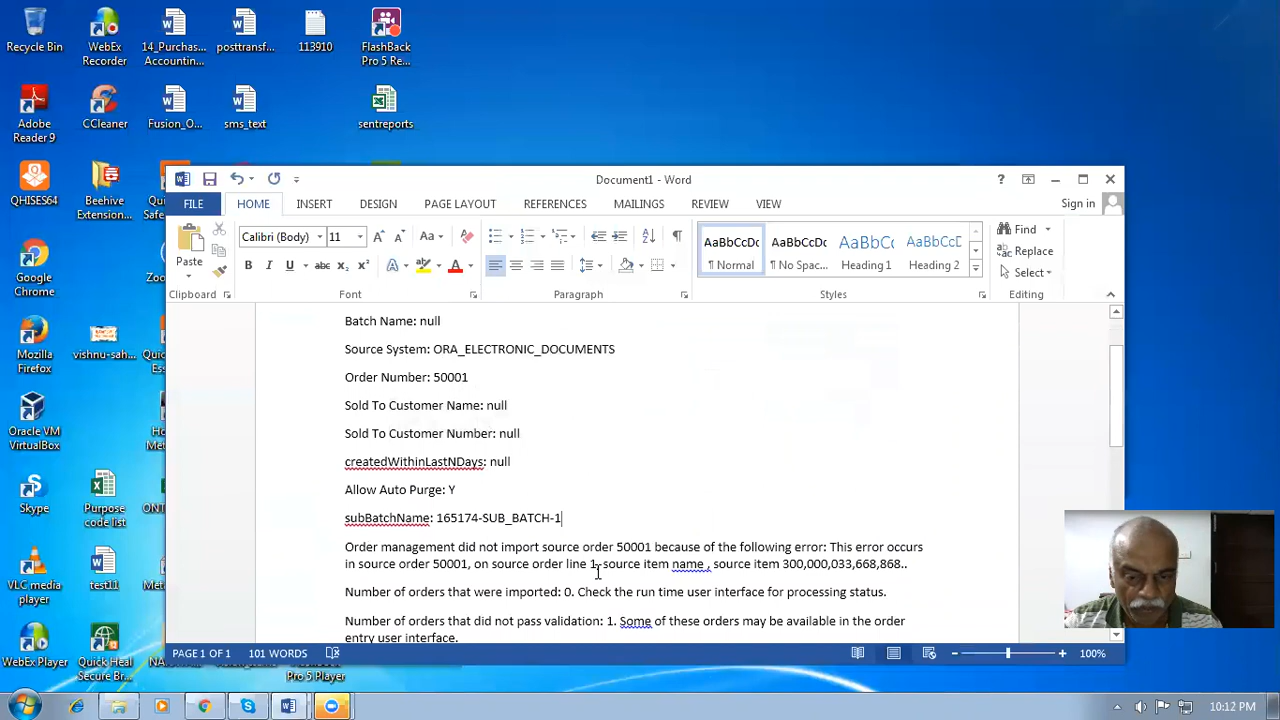 Recycle Bin
WebEx Recorder
14_Purchas... Accounting...
posttransf...
113910
FlashBack Pro 5 Re...
Adobe Reader 9
CCleaner
Fusion_O...
sms_text
sentreports
QHISES64
Beehive Extension...
Google Chrome
Mozilla Firefox
vishnu-sah...
Oracle VM VirtualBox
Skype
Purpose code list
test11
VLC media player
WebEx Player
Quick Heal Secure Br...
Pro 5 Player
Document1 - Word
?
Sign in
FILE HOME INSERT DESIGN PAGE LAYOUT REFERENCES MAILINGS REVIEW VIEW
Paste
Calibri (Body) 11
Aa
B I U abc x₂ x² A A
AaBbCcDc AaBbCcDc AaBbCc AaBbCcD
¶ Normal ¶ No Spac... Heading 1 Heading 2
Find
Replace
Select
Clipboard Font Paragraph Styles Editing
Batch Name: null
Source System: ORA_ELECTRONIC_DOCUMENTS
Order Number: 50001
Sold To Customer Name: null
Sold To Customer Number: null
createdWithinLastNDays: null
Allow Auto Purge: Y
subBatchName: 165174-SUB_BATCH-1
Order management did not import source order 50001 because of the following error: This error occurs
in source order 50001, on source order line 1, source item name , source item 300,000,033,668,868..
Number of orders that were imported: 0. Check the run time user interface for processing status.
Number of orders that did not pass validation: 1. Some of these orders may be available in the order
entry user interface.
PAGE 1 OF 1 101 WORDS
100%
10:12 PM